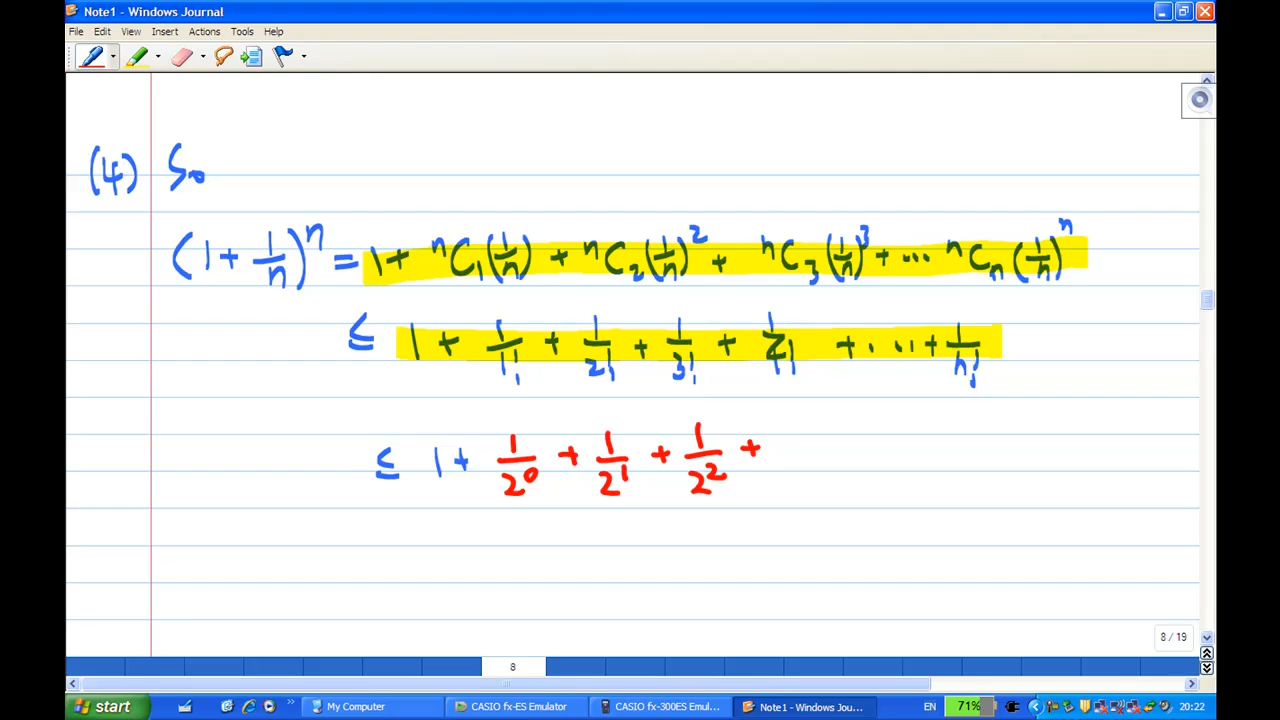 Note1 - Windows Journal
File Edit View Insert Actions Tools Help
(4) So
(1 + 1/n)^n = 1 + ⁿC₁(1/n) + ⁿC₂(1/n)² + ⁿC₃(1/n)³ + ... ⁿCₙ(1/n)ⁿ
≤ 1 + 1/1! + 1/2! + 1/3! + 1/4! + ... + 1/n!
≤ 1 + 1/2⁰ + 1/2¹ + 1/2² +
8 / 19
8
start My Computer CASIO fx-ES Emulator CASIO fx-300ES Emul... Note1 - Windows Jou... EN 71% 20:22